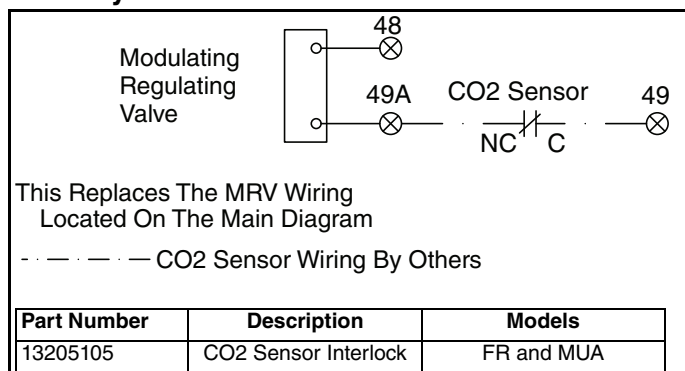 48
Modulating
Regulating
Valve
49A CO2 Sensor 49
NC C
This Replaces The MRV Wiring
Located On The Main Diagram
CO2 Sensor Wiring By Others
Part Number Description Models
13205105 CO2 Sensor Interlock FR and MUA